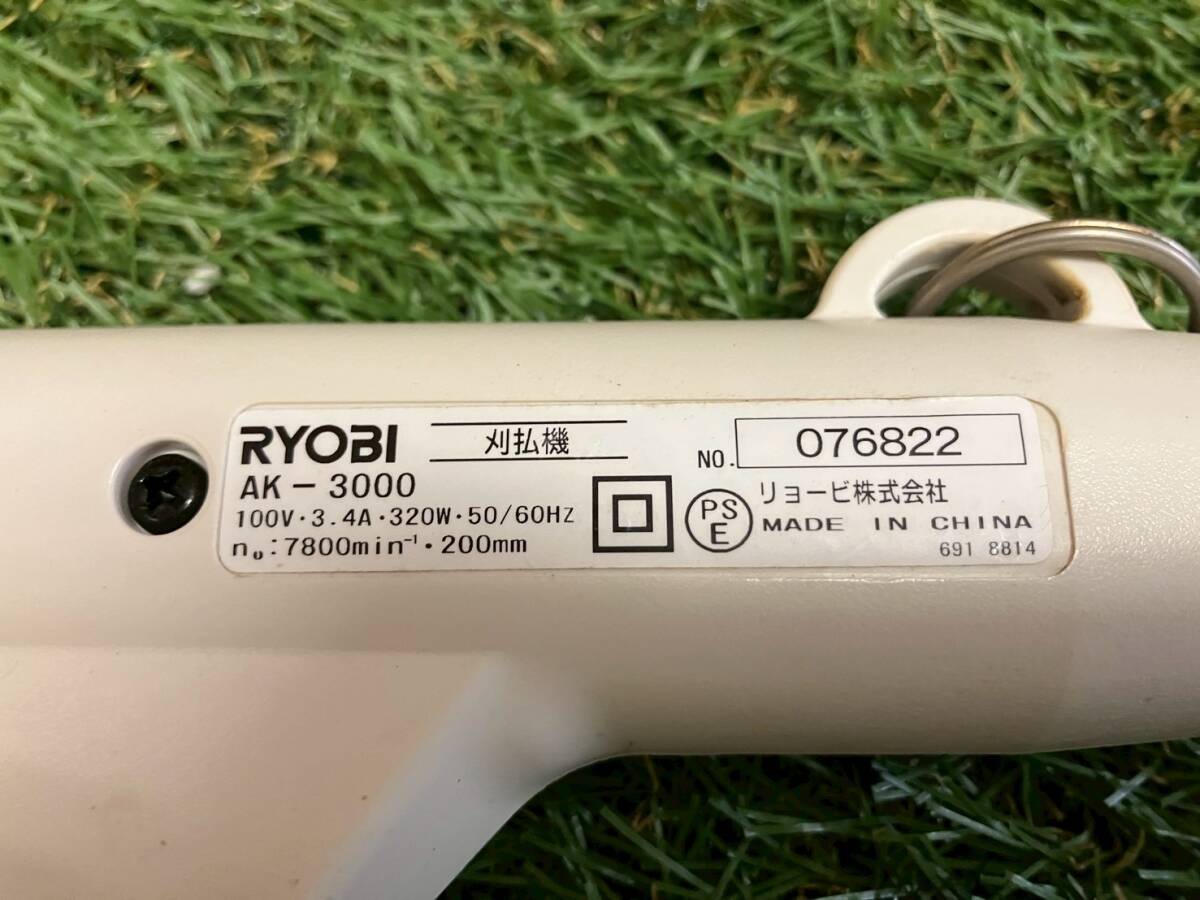 RYOBI 刈払機
AK-3000
100V・3.4A・320W・50/60Hz
n₀:7800min⁻¹・200mm
NO. 076822
PSE
リョービ株式会社
MADE IN CHINA
691 8814